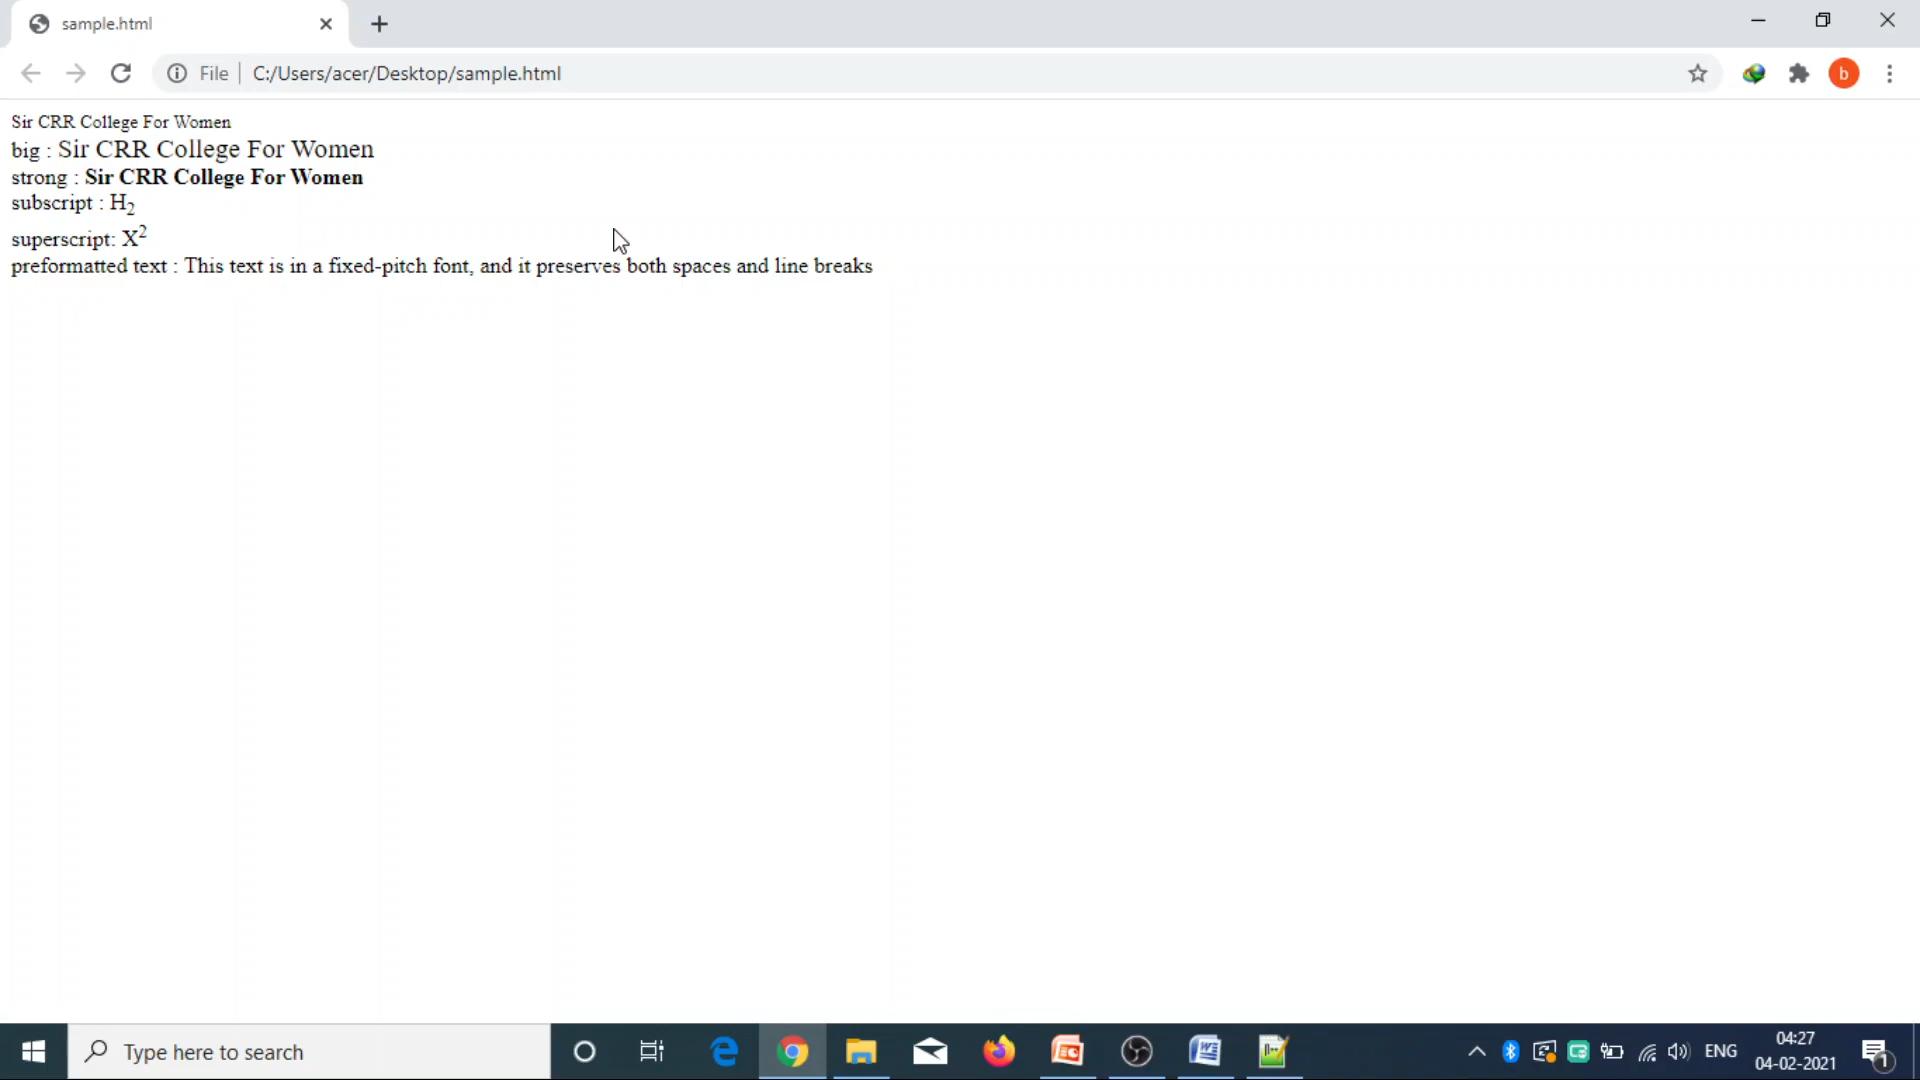 sample.html
File C:/Users/acer/Desktop/sample.html
b
Sir CRR College For Women
big : Sir CRR College For Women
strong : Sir CRR College For Women
subscript : H₂
superscript: X²
preformatted text : This text is in a fixed-pitch font, and it preserves both spaces and line breaks
Type here to search
ENG
04:27
04-02-2021
1